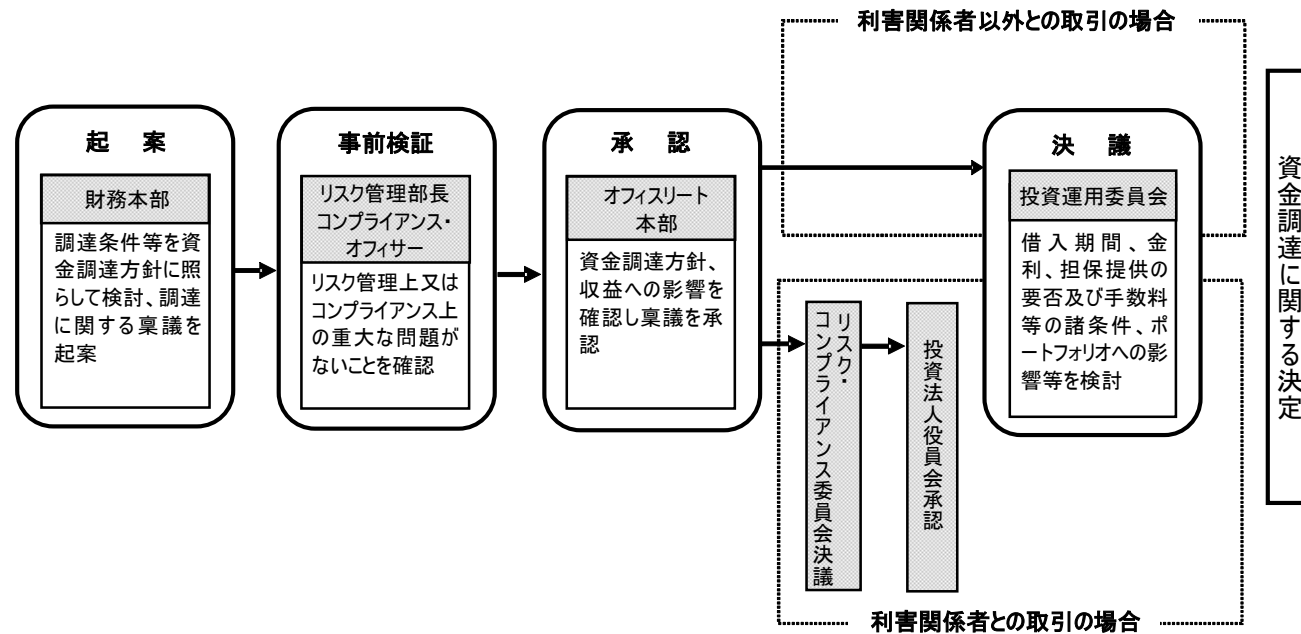 利害関係者以外との取引の場合
起　案
財務本部
調達条件等を資
金調達方針に照
らして検討、調達
に関する稟議を
起案
事前検証
リスク管理部長
コンプライアンス・
オフィサー
リスク管理上又は
コンプライアンス上
の重大な問題が
ないことを確認
承　認
オフィスリート
本部
資金調達方針、
収益への影響を
確認し稟議を承
認
リスク・
コンプライアンス委員会決議
投資法人役員会承認
決　議
投資運用委員会
借入期間、金
利、担保提供の
要否及び手数料
等の諸条件、ポ
ートフォリオへの影
響等を検討
資金調達に関する決定
利害関係者との取引の場合